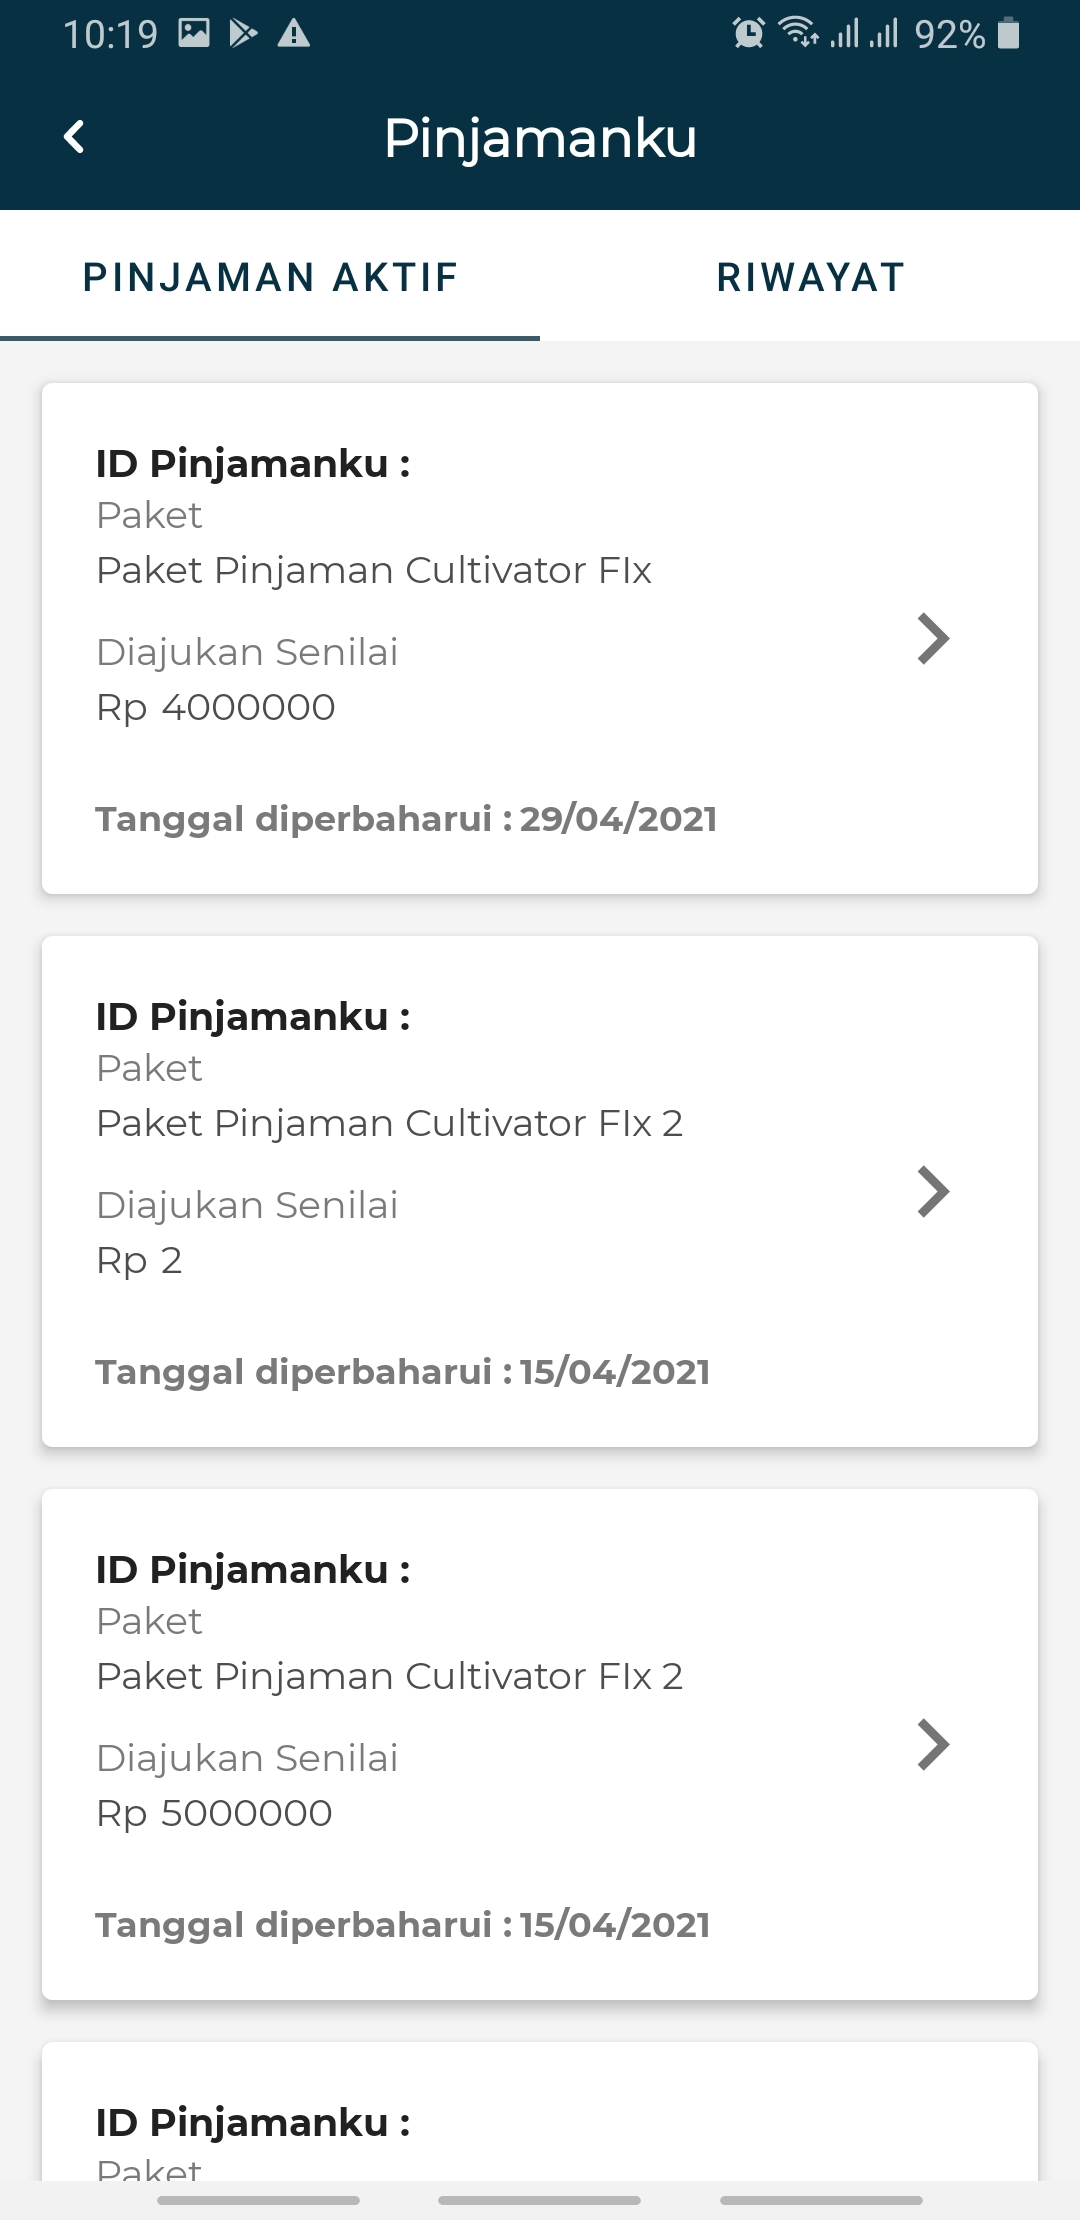 10:19
92%
Pinjamanku
PINJAMAN AKTIF
RIWAYAT
ID Pinjamanku :
Paket
Paket Pinjaman Cultivator FIx
Diajukan Senilai
Rp 4000000
Tanggal diperbaharui : 29/04/2021
ID Pinjamanku :
Paket
Paket Pinjaman Cultivator FIx 2
Diajukan Senilai
Rp 2
Tanggal diperbaharui : 15/04/2021
ID Pinjamanku :
Paket
Paket Pinjaman Cultivator FIx 2
Diajukan Senilai
Rp 5000000
Tanggal diperbaharui : 15/04/2021
ID Pinjamanku :
Paket